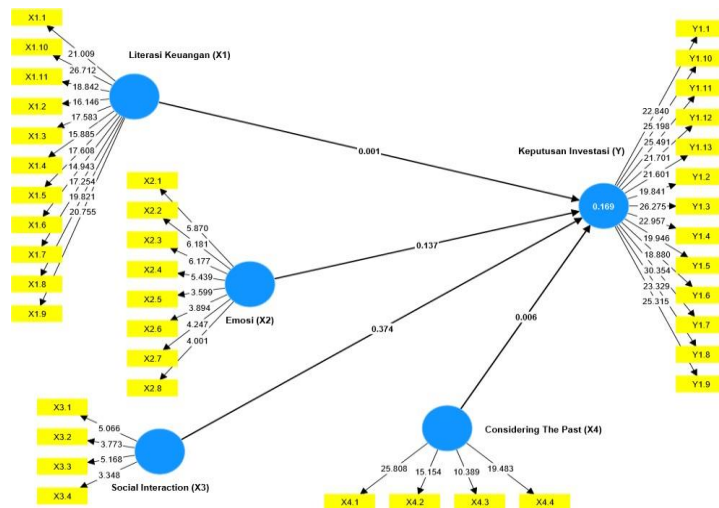 X1.1
X1.10
X1.11
X1.2
X1.3
X1.4
X1.5
X1.6
X1.7
X1.8
X1.9
21.009
26.712
18.842
16.146
17.583
15.885
17.608
14.943
17.254
19.821
20.755
Literasi Keuangan (X1)
0.001
X2.1
X2.2
X2.3
X2.4
X2.5
X2.6
X2.7
X2.8
5.870
6.181
6.177
5.439
3.599
3.894
4.247
4.001
Emosi (X2)
0.137
X3.1
X3.2
X3.3
X3.4
5.066
3.773
5.168
3.348
Social Interaction (X3)
0.374
Considering The Past (X4)
0.006
25.808
15.154
10.389
19.483
X4.1
X4.2
X4.3
X4.4
Keputusan Investasi (Y)
0.169
22.840
25.198
25.491
21.701
21.601
19.841
26.275
22.957
19.946
18.880
30.354
23.329
25.315
Y1.1
Y1.10
Y1.11
Y1.12
Y1.13
Y1.2
Y1.3
Y1.4
Y1.5
Y1.6
Y1.7
Y1.8
Y1.9